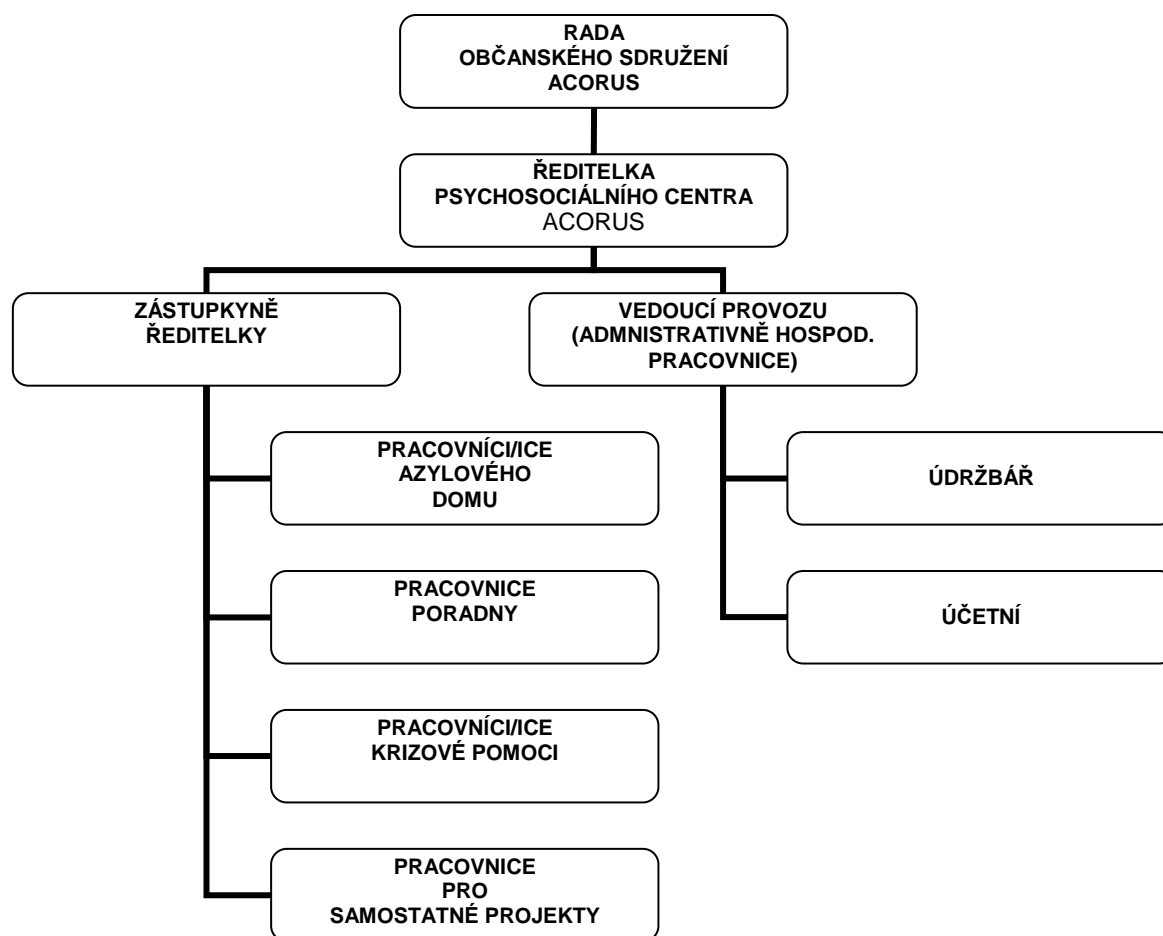 RADA
OBČANSKÉHO SDRUŽENÍ
ACORUS
ŘEDITELKA
PSYCHOSOCIÁLNÍHO CENTRA
ACORUS
ZÁSTUPKYNĚ
ŘEDITELKY
VEDOUCÍ PROVOZU
(ADMNISTRATIVNĚ HOSPOD.
PRACOVNICE)
PRACOVNÍCI/ICE
AZYLOVÉHO
DOMU
ÚDRŽBÁŘ
PRACOVNICE
PORADNY
ÚČETNÍ
PRACOVNÍCI/ICE
KRIZOVÉ POMOCI
PRACOVNICE
PRO
SAMOSTATNÉ PROJEKTY